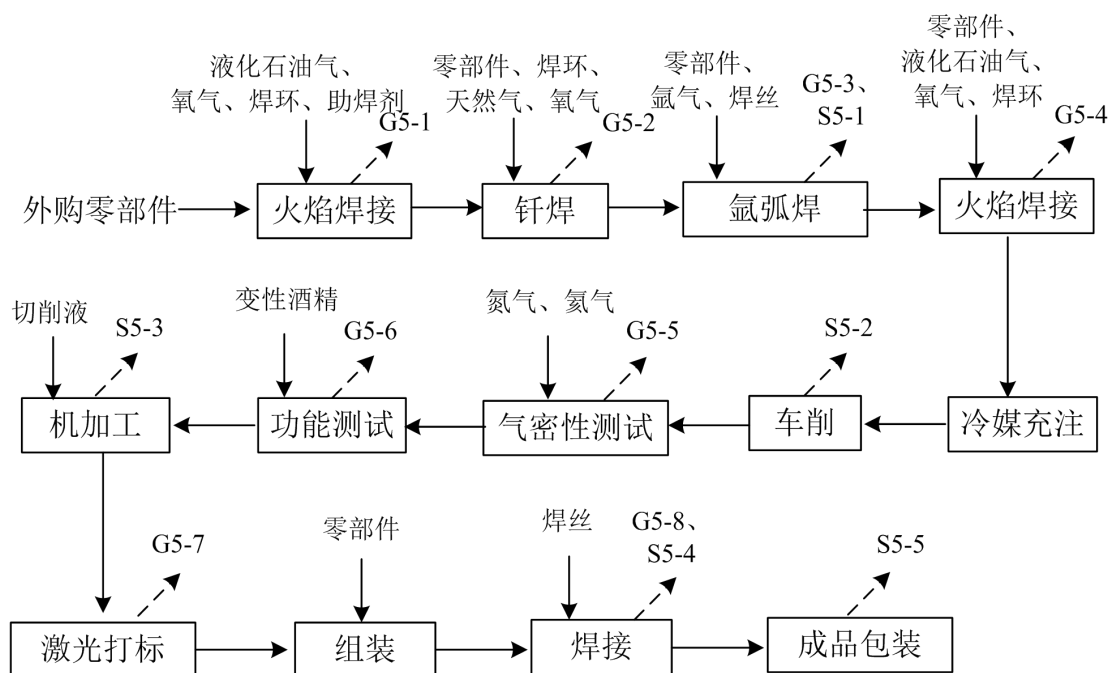 液化石油气、
氧气、焊环、助焊剂
G5-1
零部件、焊环、
天然气、氧气
G5-2
零部件、
氩气、焊丝
G5-3、
S5-1
零部件、
液化石油气、
氧气、焊环
G5-4
外购零部件
火焰焊接
钎焊
氩弧焊
火焰焊接
切削液
S5-3
变性酒精
G5-6
氮气、氦气
G5-5
S5-2
机加工
功能测试
气密性测试
车削
冷媒充注
G5-7
零部件
焊丝
G5-8、
S5-4
S5-5
激光打标
组装
焊接
成品包装